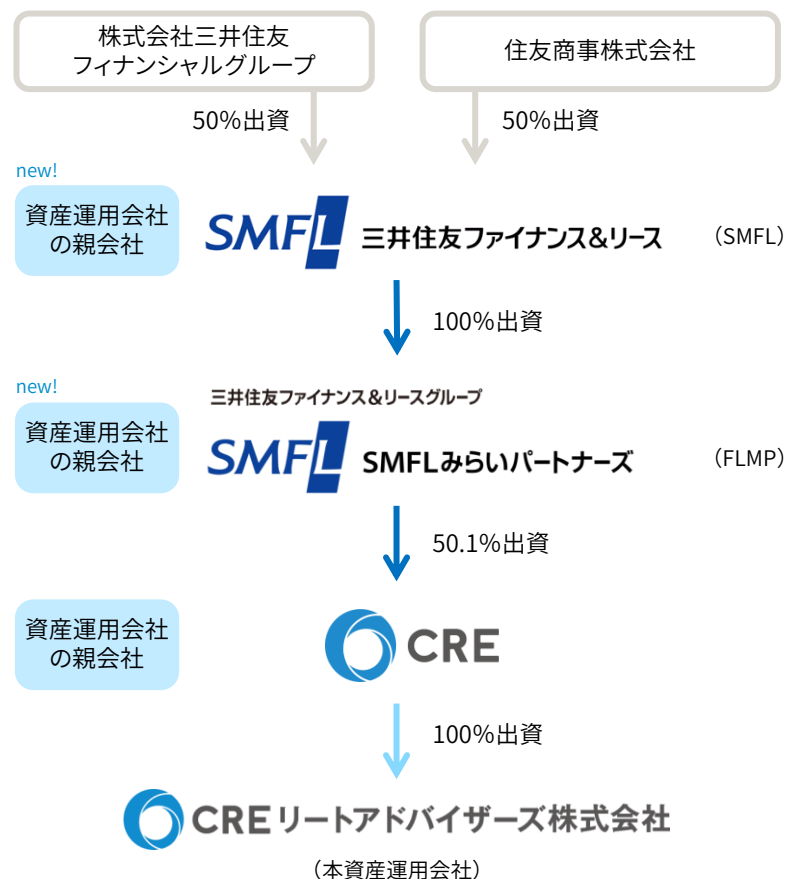 株式会社三井住友
フィナンシャルグループ
住友商事株式会社
50%出資
50%出資
new!
資産運用会社
の親会社
SMFL 三井住友ファイナンス&リース
（SMFL）
100%出資
new!
資産運用会社
の親会社
三井住友ファイナンス&リースグループ
SMFL SMFLみらいパートナーズ
（FLMP）
50.1%出資
資産運用会社
の親会社
CRE
100%出資
CREリートアドバイザーズ株式会社
（本資産運用会社）